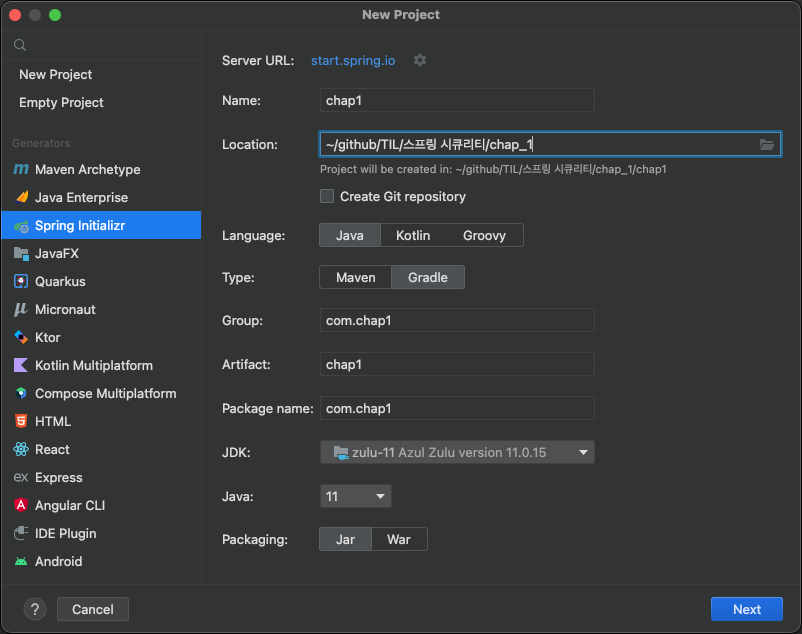 New Project
New Project
Empty Project
Generators
Maven Archetype
Java Enterprise
Spring Initializr
JavaFX
Quarkus
Micronaut
Ktor
Kotlin Multiplatform
Compose Multiplatform
HTML
React
Express
Angular CLI
IDE Plugin
Android
Server URL: start.spring.io
Name: chap1
Location: ~/github/TIL/스프링 시큐리티/chap_1
Project will be created in: ~/github/TIL/스프링 시큐리티/chap_1/chap1
Create Git repository
Language: Java Kotlin Groovy
Type: Maven Gradle
Group: com.chap1
Artifact: chap1
Package name: com.chap1
JDK: zulu-11 Azul Zulu version 11.0.15
Java: 11
Packaging: Jar War
? Cancel Next